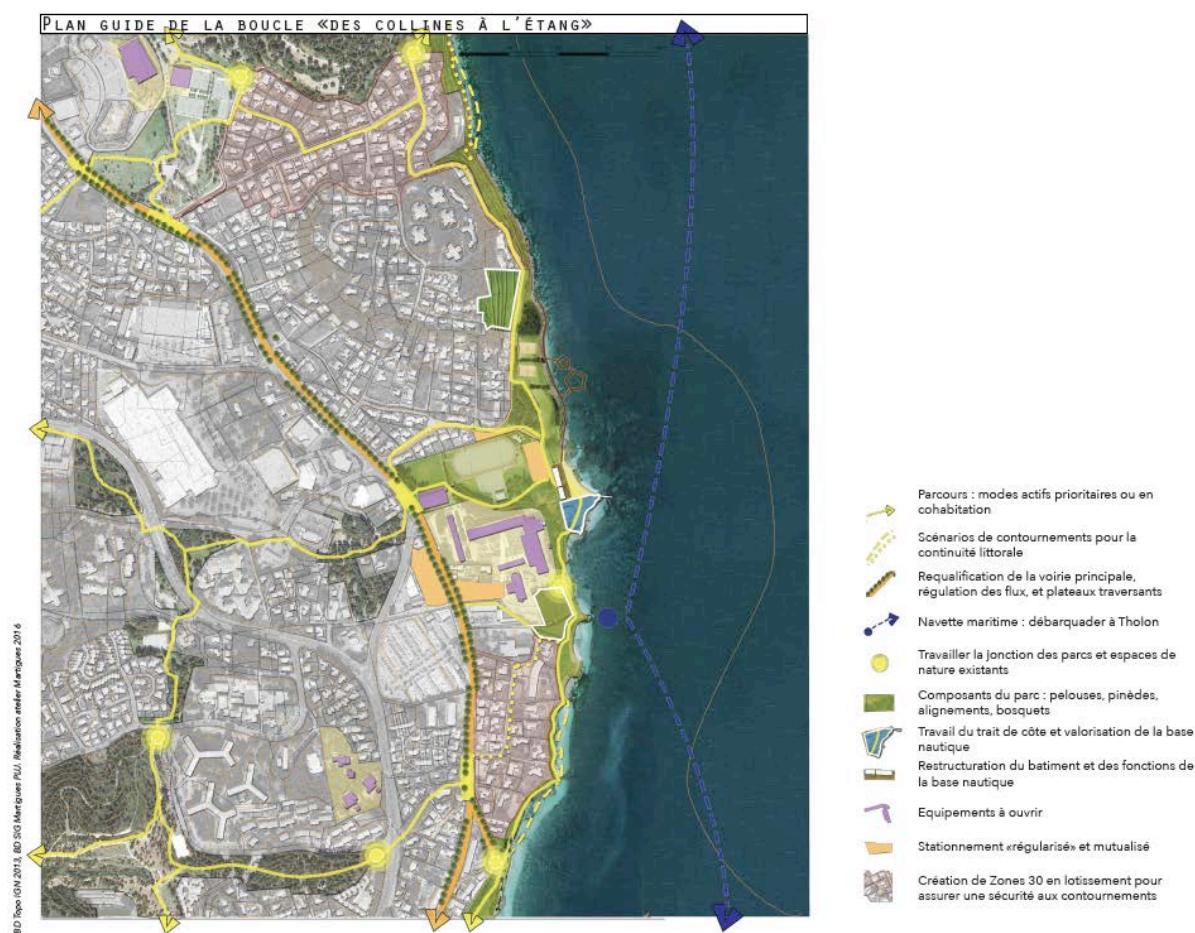 PLAN GUIDE DE LA BOUCLE «DES COLLINES À L'ÉTANG»
BD Topo IGN 2013, BD SIG Martigues PLU. Réalisation atelier Martigues 2016
Parcours : modes actifs prioritaires ou en
cohabitation
Scénarios de contournements pour la
continuité littorale
Requalification de la voirie principale,
régulation des flux, et plateaux traversants
Navette maritime : débarquader à Tholon
Travailler la jonction des parcs et espaces de
nature existants
Composants du parc : pelouses, pinèdes,
alignements, bosquets
Travail du trait de côte et valorisation de la base
nautique
Restructuration du batiment et des fonctions de
la base nautique
Equipements à ouvrir
Stationnement «régularisé» et mutualisé
Création de Zones 30 en lotissement pour
assurer une sécurité aux contournements